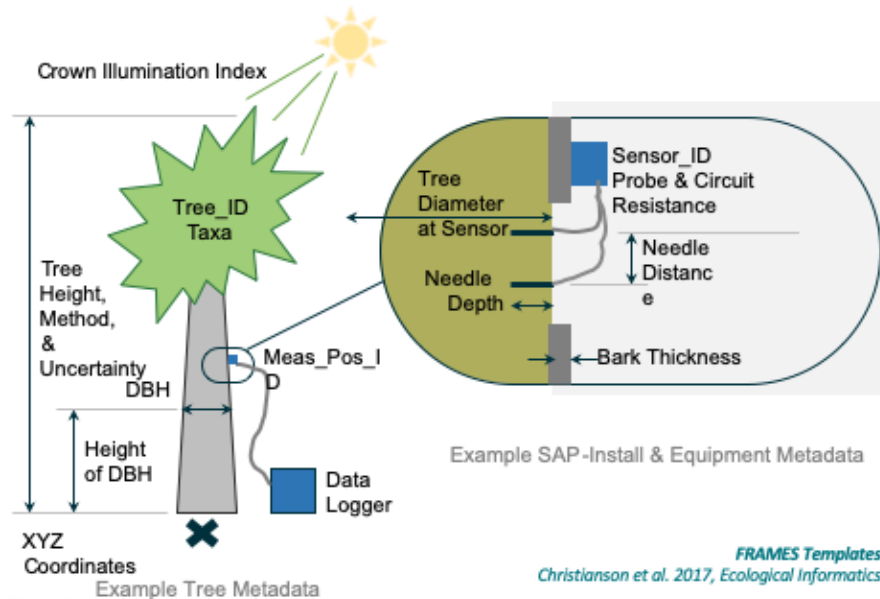 Crown Illumination Index
Tree_ID
Taxa
Tree
Height,
Method,
&
Uncertainty
DBH
Height
of DBH
Meas_Pos_I
D
Data
Logger
XYZ
Coordinates
Example Tree Metadata
Tree
Diameter
at Sensor
Needle
Depth
Sensor_ID
Probe & Circuit
Resistance
Needle
Distanc
e
Bark Thickness
Example SAP-Install & Equipment Metadata
FRAMES Templates
Christianson et al. 2017, Ecological Informatics